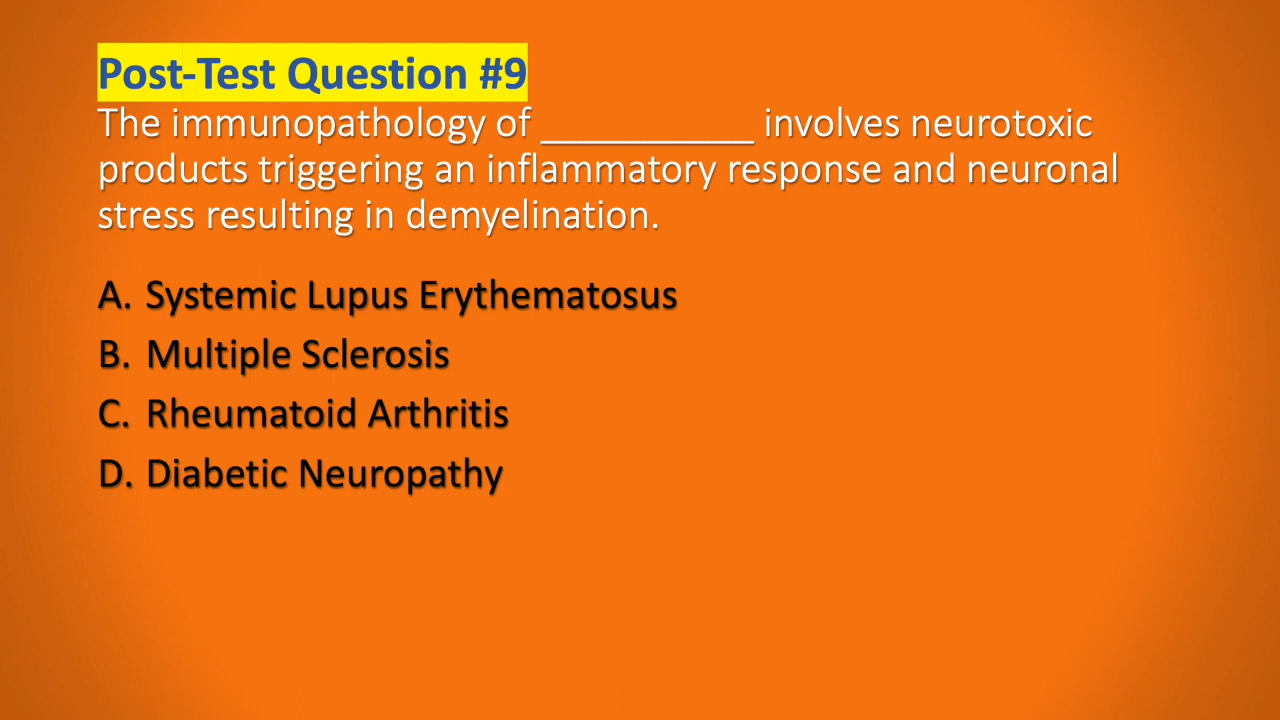 Post-Test Question #9
The immunopathology of ___________ involves neurotoxic
products triggering an inflammatory response and neuronal
stress resulting in demyelination.
A. Systemic Lupus Erythematosus
B. Multiple Sclerosis
C. Rheumatoid Arthritis
D. Diabetic Neuropathy